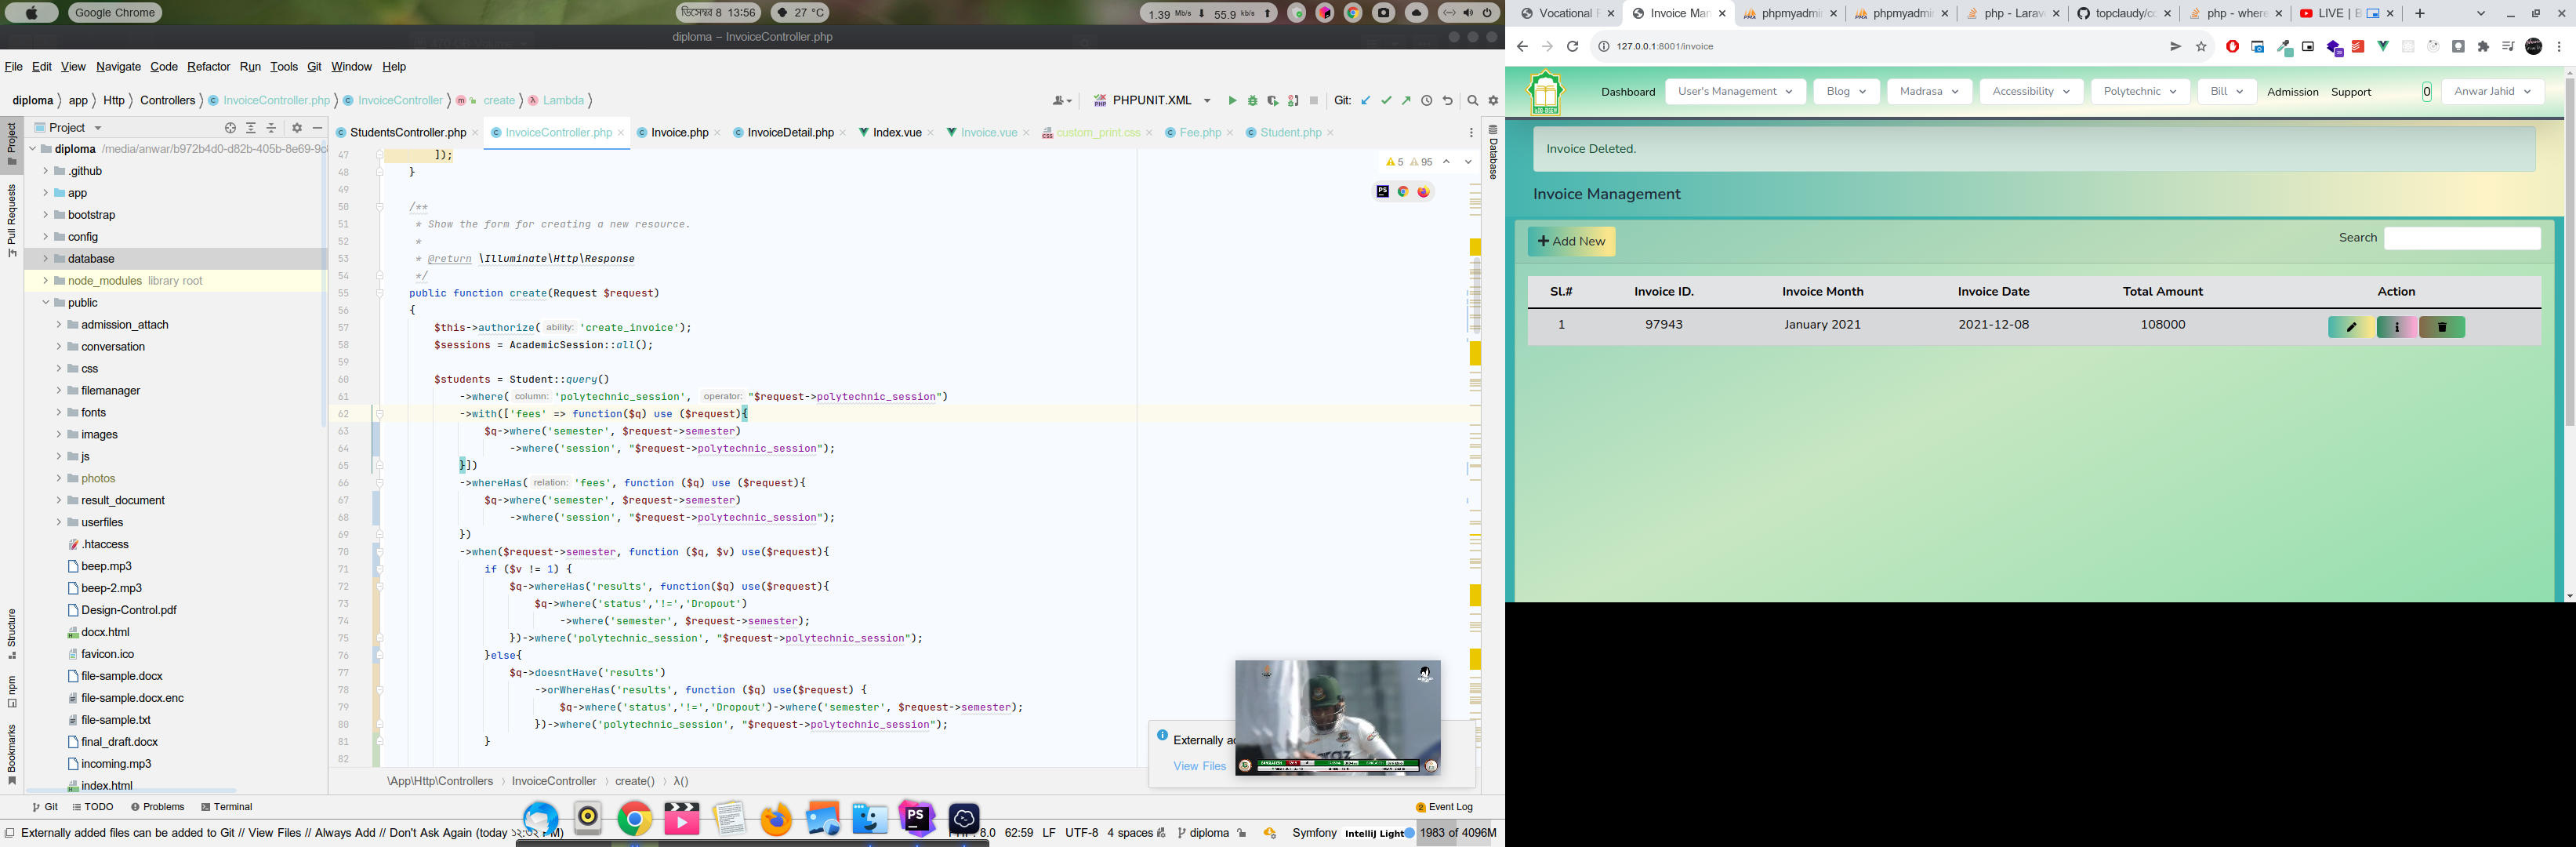 Google Chrome
ডিসেম্বর 8 13:56
27 °C
1.39 Mb/s 55.9 kb/s
diploma – InvoiceController.php
File Edit View Navigate Code Refactor Run Tools Git Window Help
diploma app Http Controllers InvoiceController.php InvoiceController create Lambda
PHPUNIT.XML Git:
Project
StudentsController.php InvoiceController.php Invoice.php InvoiceDetail.php Index.vue Invoice.vue custom_print.css Fee.php Student.php
Project
Pull Requests
Structure
npm
Bookmarks
Database
diploma /media/anwar/b972b4d0-d82b-405b-8e69-9c
.github
app
bootstrap
config
database
node_modules library root
public
admission_attach
conversation
css
filemanager
fonts
images
js
photos
result_document
userfiles
.htaccess
beep.mp3
beep-2.mp3
Design-Control.pdf
docx.html
favicon.ico
file-sample.docx
file-sample.docx.enc
file-sample.txt
final_draft.docx
incoming.mp3
index.html
5 95
47 ]);
48 }
49
50 /**
51 * Show the form for creating a new resource.
52 *
53 * @return \Illuminate\Http\Response
54 */
55 public function create(Request $request)
56 {
57 $this->authorize( ability: 'create_invoice');
58 $sessions = AcademicSession::all();
59
60 $students = Student::query()
61 ->where( column: 'polytechnic_session', operator: "$request->polytechnic_session")
62 ->with(['fees' => function($q) use ($request){
63 $q->where('semester', $request->semester)
64 ->where('session', "$request->polytechnic_session");
65 }])
66 ->whereHas( relation: 'fees', function ($q) use ($request){
67 $q->where('semester', $request->semester)
68 ->where('session', "$request->polytechnic_session");
69 })
70 ->when($request->semester, function ($q, $v) use($request){
71 if ($v != 1) {
72 $q->whereHas('results', function($q) use($request){
73 $q->where('status','!=','Dropout')
74 ->where('semester', $request->semester);
75 })->where('polytechnic_session', "$request->polytechnic_session");
76 }else{
77 $q->doesntHave('results')
78 ->orWhereHas('results', function ($q) use($request) {
79 $q->where('status','!=','Dropout')->where('semester', $request->semester);
80 })->where('polytechnic_session', "$request->polytechnic_session");
81 }
82
Externally a
View Files
\App\Http\Controllers InvoiceController create() λ()
Git TODO Problems Terminal
2 Event Log
Externally added files can be added to Git // View Files // Always Add // Don't Ask Again (today ১২:৩২ PM)
8.0 62:59 LF UTF-8 4 spaces diploma Symfony IntelliJ Light 1983 of 4096M
Vocational Invoice Man phpmyadmi phpmyadmi php - Larav topclaudy/co php - where LIVE | B
127.0.0.1:8001/invoice
Dashboard User's Management Blog Madrasa Accessibility Polytechnic Bill Admission Support 0 Anwar Jahid
Invoice Deleted.
Invoice Management
Add New
Search
Sl.# Invoice ID. Invoice Month Invoice Date Total Amount Action
1 97943 January 2021 2021-12-08 108000